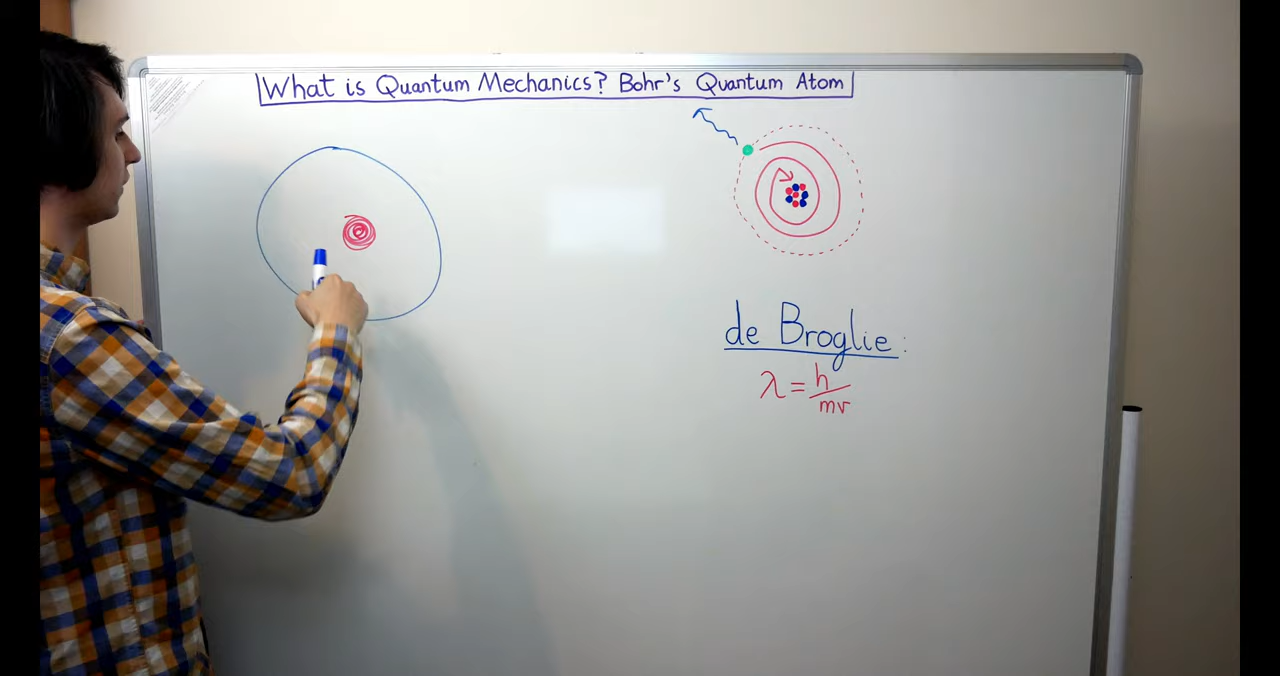 What is Quantum Mechanics? Bohr's Quantum Atom
de Broglie:
λ = h/mv